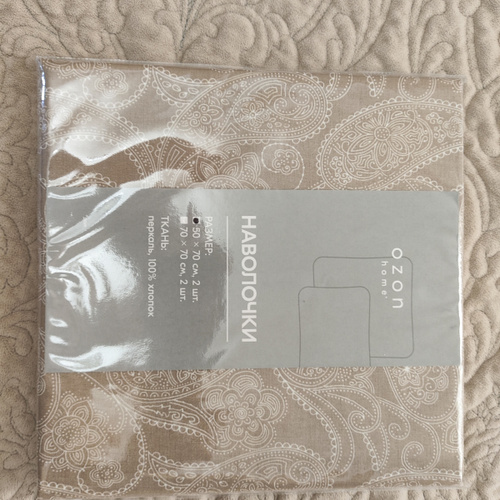 ozon
home®
НАВОЛОЧКИ
РАЗМЕР:
50 × 70 см, 2 шт.
70 × 70 см, 2 шт.
ТКАНЬ:
перкаль, 100% хлопок